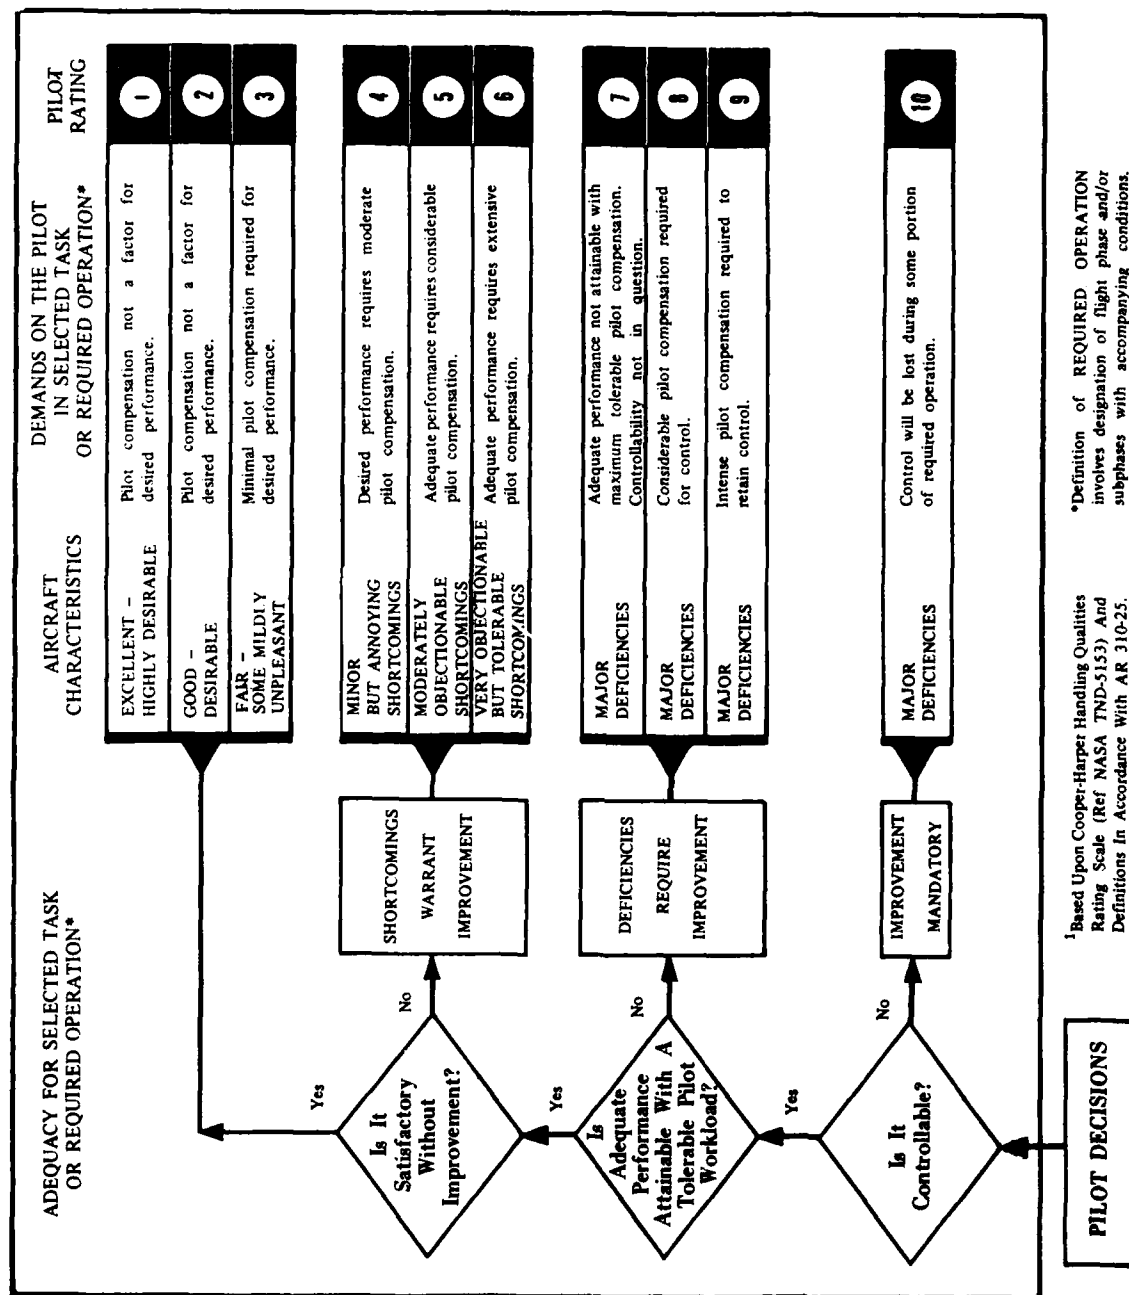 ADEQUACY FOR SELECTED TASK
OR REQUIRED OPERATION*
AIRCRAFT
CHARACTERISTICS
DEMANDS ON THE PILOT
IN SELECTED TASK
OR REQUIRED OPERATION*
PILOT
RATING
EXCELLENT –
HIGHLY DESIRABLE
Pilot compensation not a factor for
desired performance.
1
GOOD –
DESIRABLE
Pilot compensation not a factor for
desired performance.
2
FAIR –
SOME MILDLY
UNPLEASANT
Minimal pilot compensation required for
desired performance.
3
Yes
Is It
Satisfactory
Without
Improvement?
No
SHORTCOMINGS
WARRANT
IMPROVEMENT
MINOR
BUT ANNOYING
SHORTCOMINGS
Desired performance requires moderate
pilot compensation.
4
MODERATELY
OBJECTIONABLE
SHORTCOMINGS
Adequate performance requires considerable
pilot compensation.
5
VERY OBJECTIONABLE
BUT TOLERABLE
SHORTCOMINGS
Adequate performance requires extensive
pilot compensation.
6
Yes
Is
Adequate
Performance
Attainable With A
Tolerable Pilot
Workload?
No
DEFICIENCIES
REQUIRE
IMPROVEMENT
MAJOR
DEFICIENCIES
Adequate performance not attainable with
maximum tolerable pilot compensation.
Controllability not in question.
7
MAJOR
DEFICIENCIES
Considerable pilot compensation required
for control.
8
MAJOR
DEFICIENCIES
Intense pilot compensation required to
retain control.
9
Yes
Is It
Controllable?
No
IMPROVEMENT
MANDATORY
MAJOR
DEFICIENCIES
Control will be lost during some portion
of required operation.
10
PILOT DECISIONS
1 Based Upon Cooper-Harper Handling Qualities
Rating Scale (Ref NASA TND-5153) And
Definitions In Accordance With AR 310-25.
*Definition of REQUIRED OPERATION
involves designation of flight phase and/or
subphases with accompanying conditions.